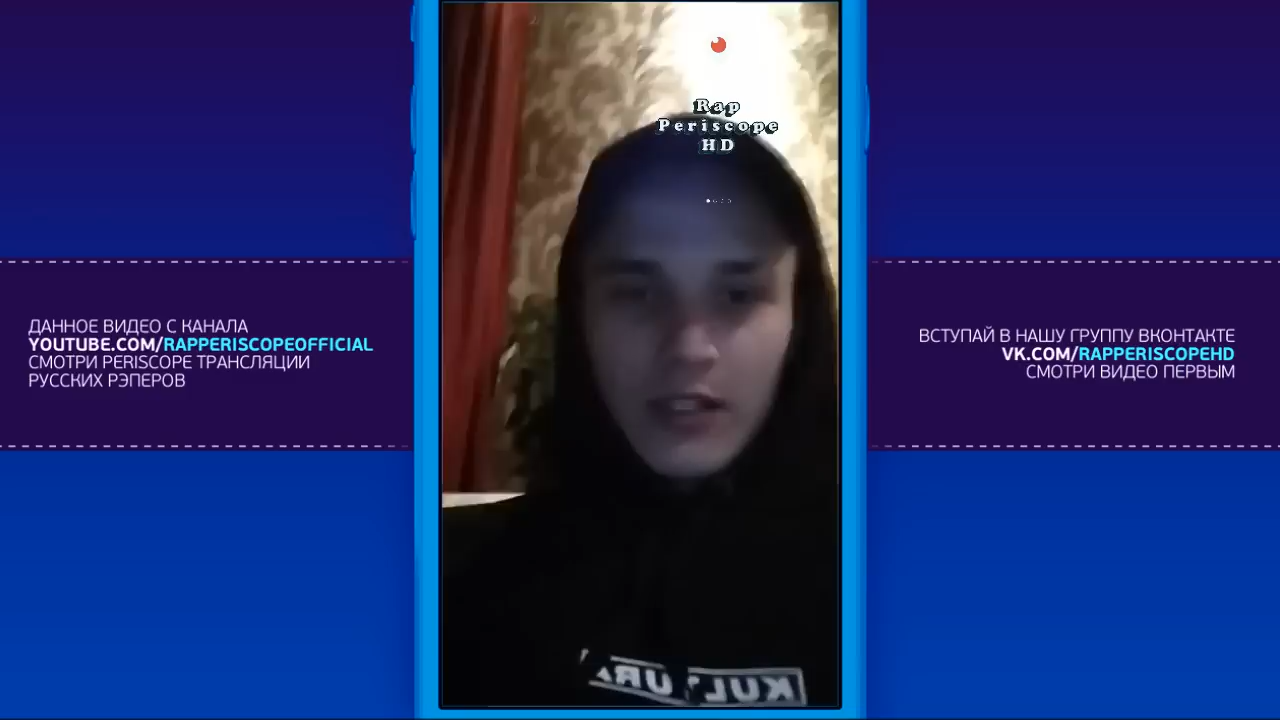 Rap
Periscope
HD
ДАННОЕ ВИДЕО С КАНАЛА
YOUTUBE.COM/RAPPERISCOPEOFFICIAL
СМОТРИ PERISCOPE ТРАНСЛЯЦИИ
РУССКИХ РЭПЕРОВ
ВСТУПАЙ В НАШУ ГРУППУ ВКОНТАКТЕ
VK.COM/RAPPERISCOPEHD
СМОТРИ ВИДЕО ПЕРВЫМ
KULTURA